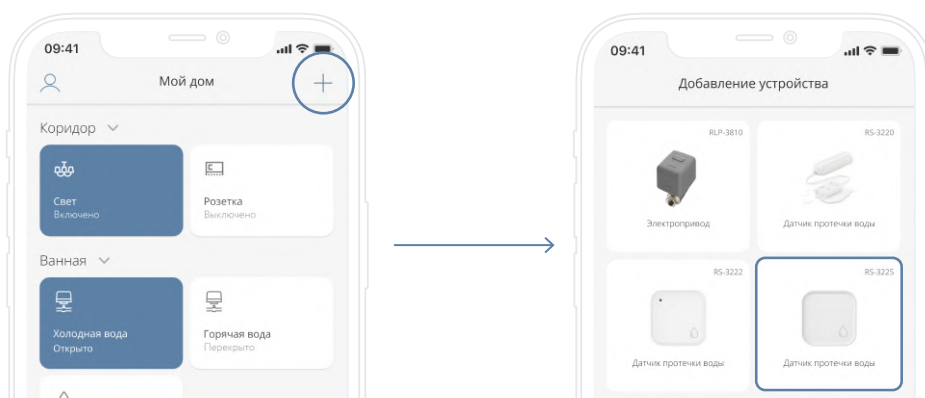 09:41
Мой дом
Коридор
Свет
Включено
Розетка
Выключено
Ванная
Холодная вода
Открыто
Горячая вода
Перекрыто
09:41
Добавление устройства
RLP-3810
Электропривод
RS-3220
Датчик протечки воды
RS-3222
Датчик протечки воды
RS-3225
Датчик протечки воды